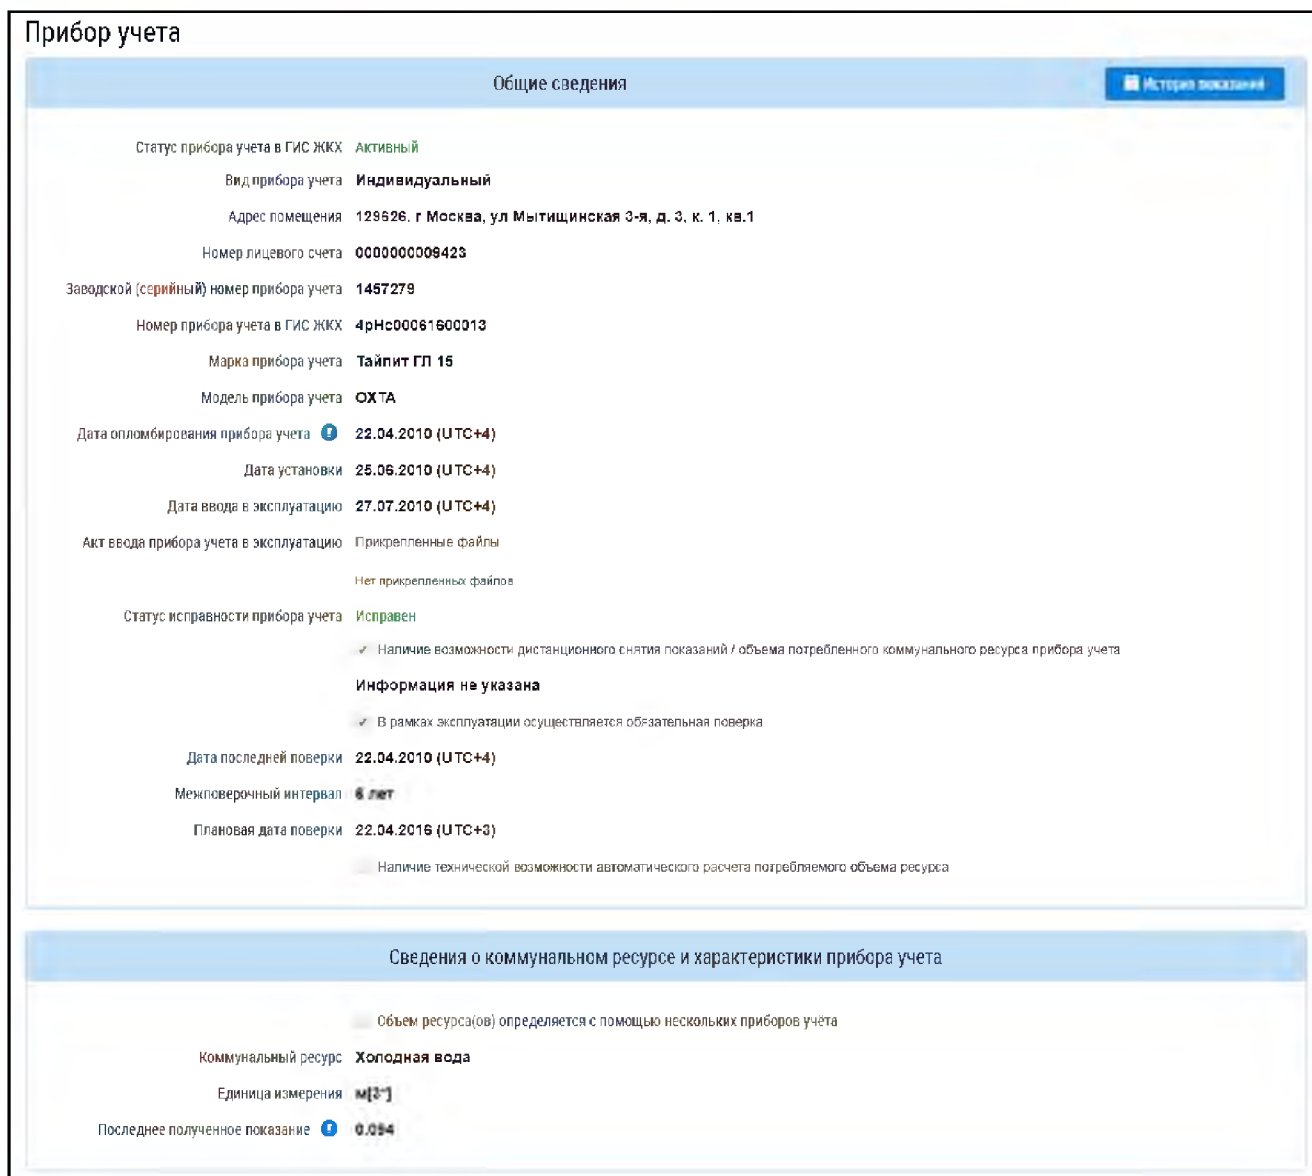 Прибор учета
Общие сведения
История показаний
Статус прибора учета в ГИС ЖКХ Активный
Вид прибора учета Индивидуальный
Адрес помещения 129626, г Москва, ул Мытищинская 3-я, д. 3, к. 1, кв.1
Номер лицевого счета 0000000009423
Заводской (серийный) номер прибора учета 1457279
Номер прибора учета в ГИС ЖКХ 4рНс00061600013
Марка прибора учета Тайпит ГЛ 15
Модель прибора учета ОХТА
Дата опломбирования прибора учета 22.04.2010 (UTC+4)
Дата установки 25.06.2010 (UTC+4)
Дата ввода в эксплуатацию 27.07.2010 (UTC+4)
Акт ввода прибора учета в эксплуатацию Прикрепленные файлы
Нет прикрепленных файлов
Статус исправности прибора учета Исправен
Наличие возможности дистанционного снятия показаний / объема потребленного коммунального ресурса прибора учета
Информация не указана
В рамках эксплуатации осуществляется обязательная поверка
Дата последней поверки 22.04.2010 (UTC+4)
Межповерочный интервал 6 лет
Плановая дата поверки 22.04.2016 (UTC+3)
Наличие технической возможности автоматического расчета потребляемого объема ресурса
Сведения о коммунальном ресурсе и характеристики прибора учета
Объем ресурса(ов) определяется с помощью нескольких приборов учёта
Коммунальный ресурс Холодная вода
Единица измерения м[3*]
Последнее полученное показание 0.094